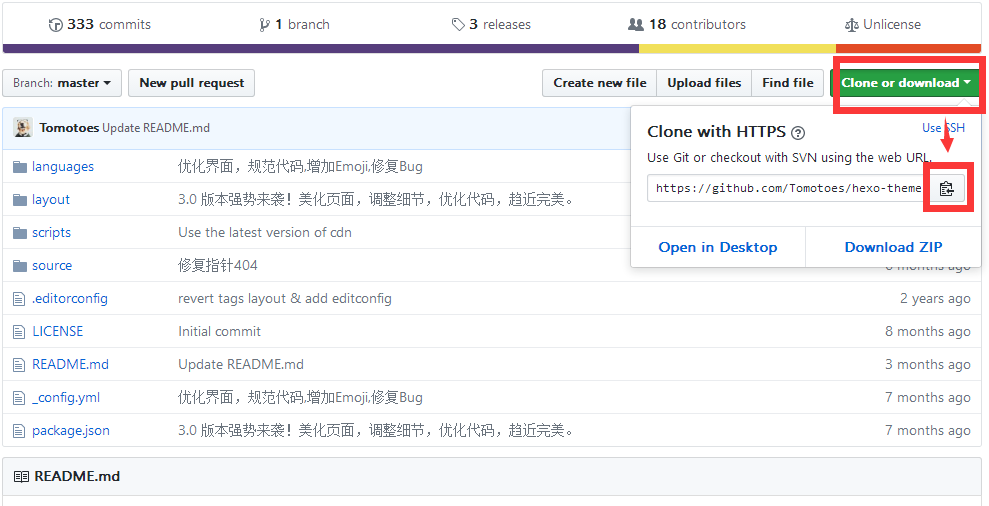 333 commits 1 branch 3 releases 18 contributors Unlicense
Branch: master New pull request Create new file Upload files Find file Clone or download
Tomotoes Update README.md
Clone with HTTPS
Use SSH
Use Git or checkout with SVN using the web URL.
https://github.com/Tomotoes/hexo-theme
Open in Desktop Download ZIP
languages 优化界面，规范代码,增加Emoji,修复Bug
layout 3.0 版本强势来袭！美化页面，调整细节，优化代码，趋近完美。
scripts Use the latest version of cdn
source 修复指针404 months ago
.editorconfig revert tags layout & add editconfig 2 years ago
LICENSE Initial commit 8 months ago
README.md Update README.md 3 months ago
_config.yml 优化界面，规范代码,增加Emoji,修复Bug 7 months ago
package.json 3.0 版本强势来袭！美化页面，调整细节，优化代码，趋近完美。 7 months ago
README.md